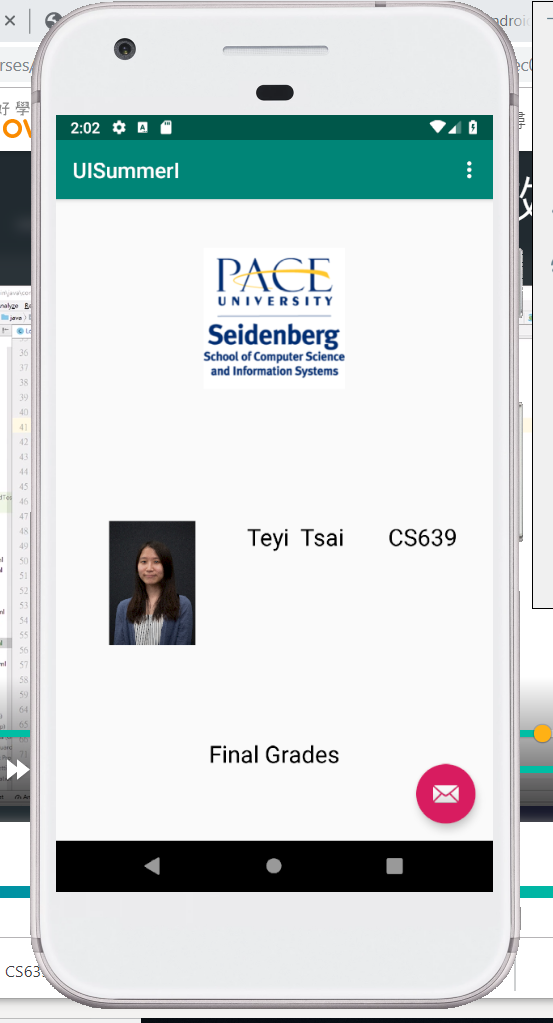 2:02
UISummerI
PACE
UNIVERSITY
Seidenberg
School of Computer Science
and Information Systems
Teyi Tsai CS639
Final Grades